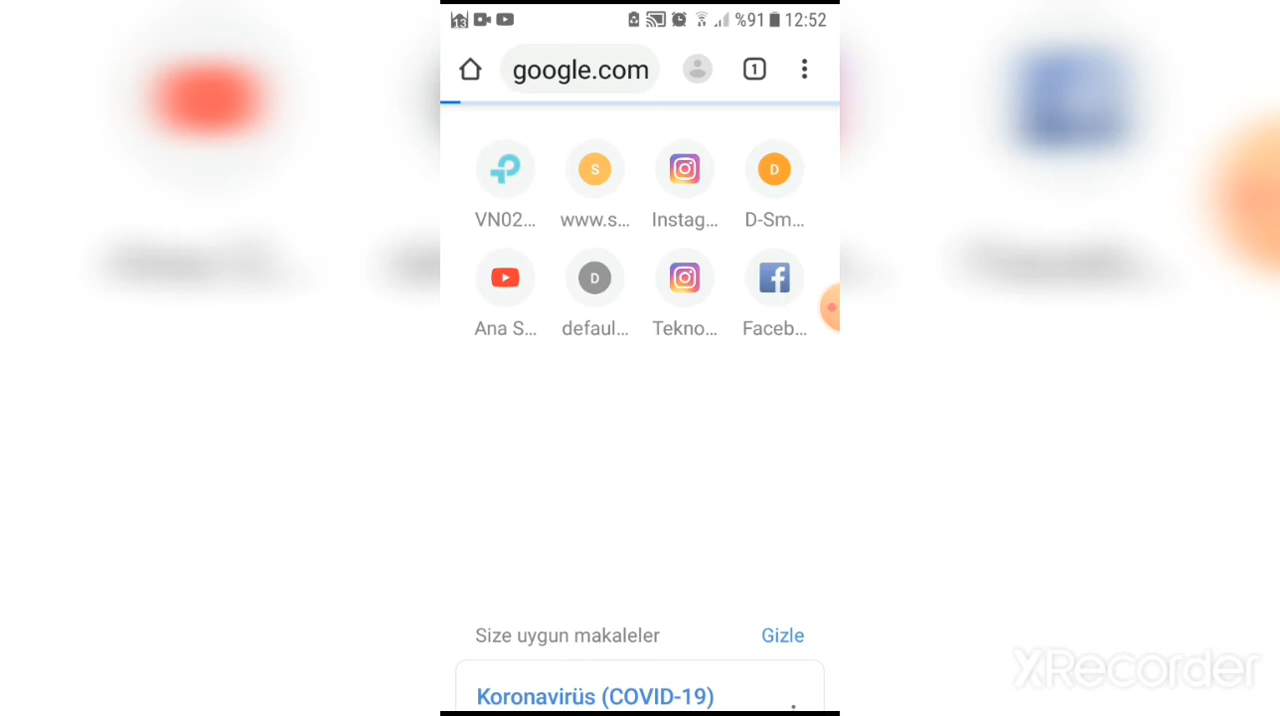 13 %91 12:52
google.com 1
S D
VN02... www.s... Instag... D-Sm...
D
Ana S... defaul... Tekno... Faceb...
Size uygun makaleler Gizle
Koronavirüs (COVID-19)
XRecorder